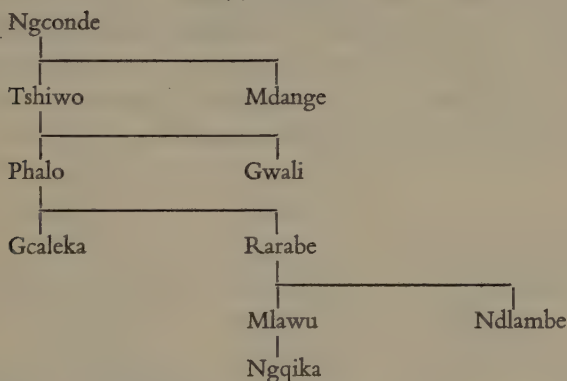 Ngconde
Tshiwo Mdange
Phalo Gwali
Gcaleka Rarabe
Mlawu Ndlambe
Ngqika